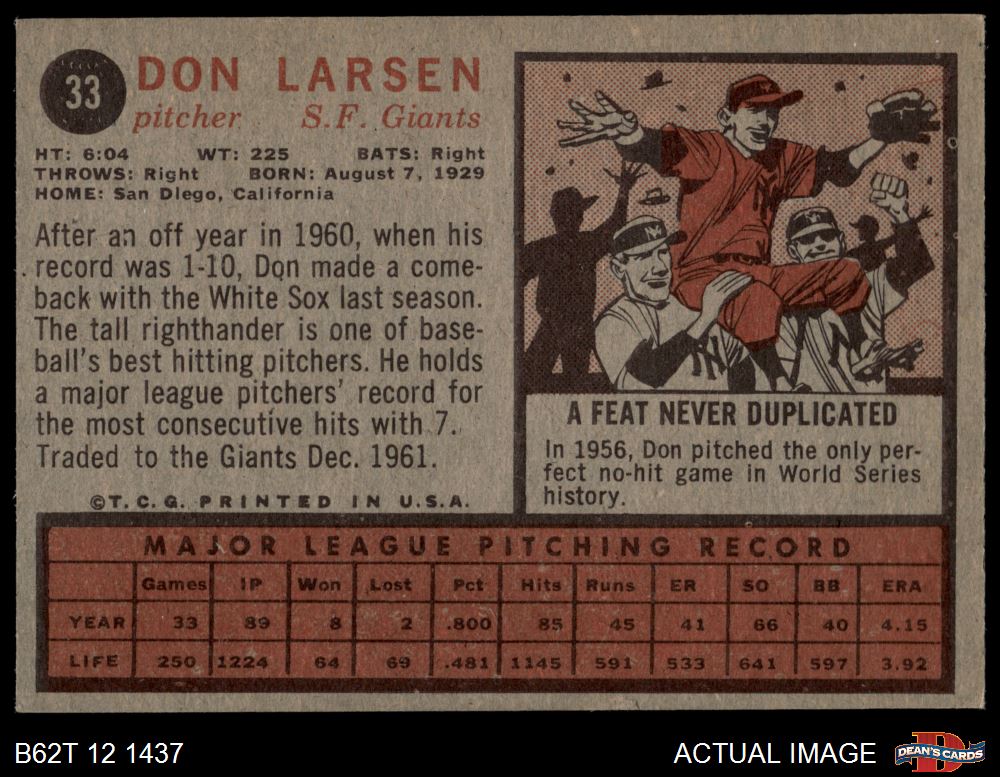 33
DON LARSEN
pitcher S.F. Giants
HT: 6:04 WT: 225 BATS: Right
THROWS: Right BORN: August 7, 1929
HOME: San Diego, California
After an off year in 1960, when his
record was 1-10, Don made a come-
back with the White Sox last season.
The tall righthander is one of base-
ball's best hitting pitchers. He holds
a major league pitchers' record for
the most consecutive hits with 7.
Traded to the Giants Dec. 1961.
©T.C.G. PRINTED IN U.S.A.
A FEAT NEVER DUPLICATED
In 1956, Don pitched the only per-
fect no-hit game in World Series
history.
MAJOR LEAGUE PITCHING RECORD
Games IP Won Lost Pct Hits Runs ER SO BB ERA
YEAR 33 89 8 2 .800 85 45 41 66 40 4.15
LIFE 250 1224 64 69 .481 1145 591 533 641 597 3.92
B62T 12 1437 ACTUAL IMAGE DEAN'S CARDS